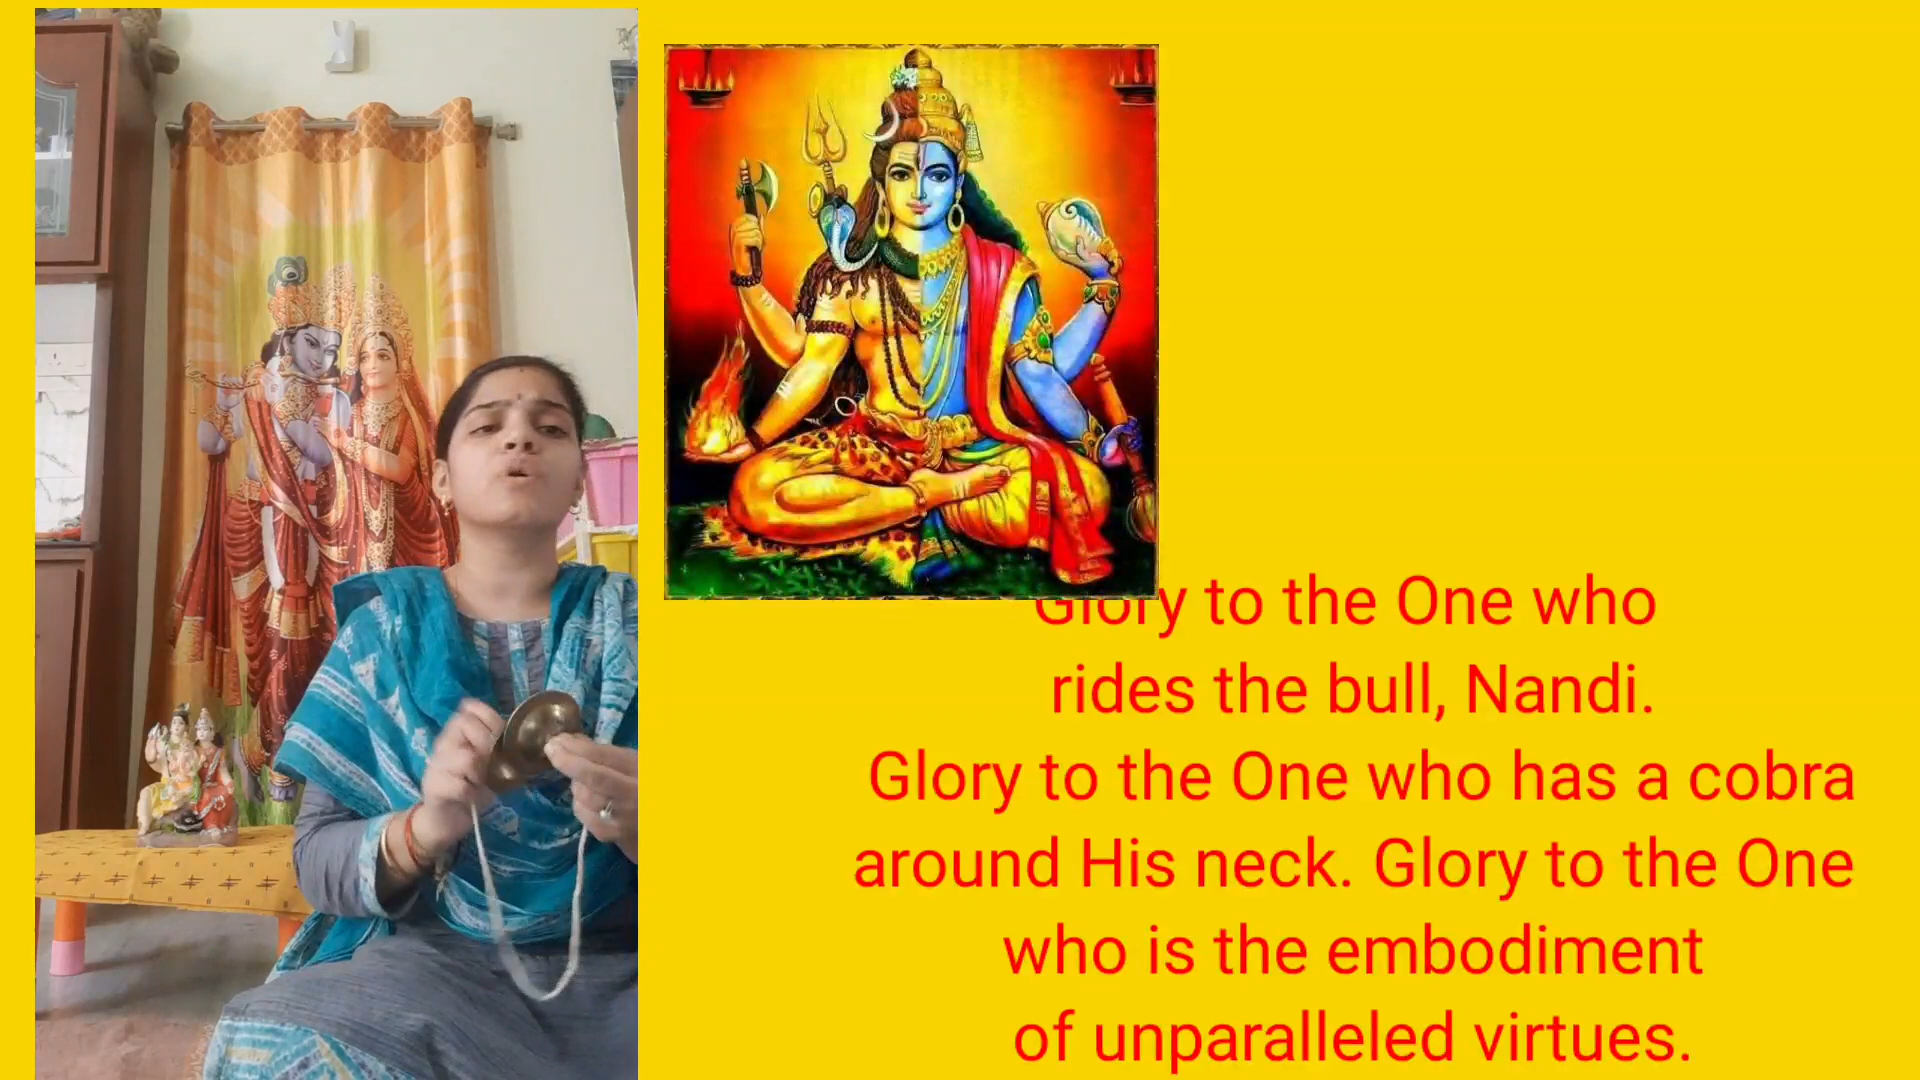 Glory to the One who
rides the bull, Nandi.
Glory to the One who has a cobra
around His neck. Glory to the One
who is the embodiment
of unparalleled virtues.